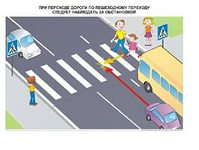 ПРИ ПЕРЕХОДЕ ДОРОГИ ПО ПЕШЕХОДНОМУ ПЕРЕХОДУ
СЛЕДУЕТ НАБЛЮДАТЬ ЗА ОБСТАНОВКОЙ